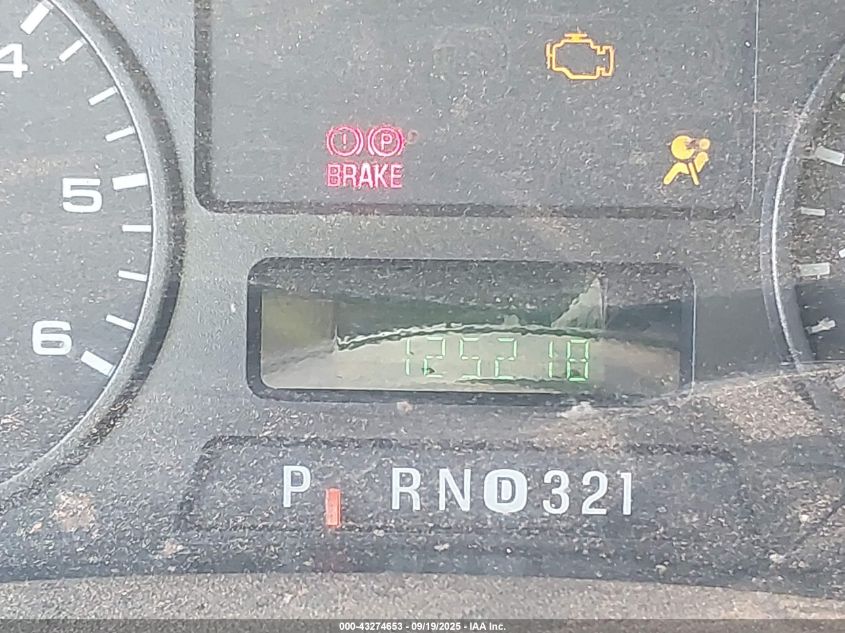 4
5
6
! P
BRAKE
125218
P RND321
000-43274653 - 09/19/2025 - IAA Inc.